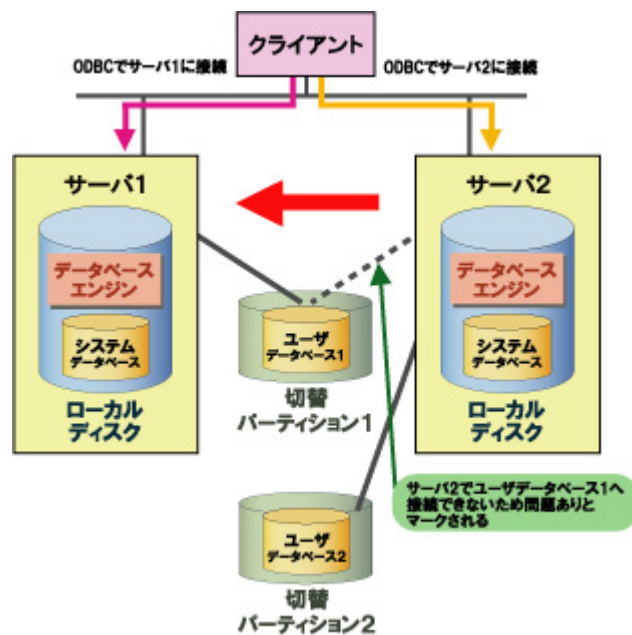 クライアント
ODBCでサーバ1に接続
ODBCでサーバ2に接続
サーバ1
データベース
エンジン
システム
データベース
ローカル
ディスク
サーバ2
データベース
エンジン
システム
データベース
ローカル
ディスク
ユーザ
データベース1
切替
パーティション1
サーバ2でユーザデータベース1へ
接続できないため問題ありと
マークされる
ユーザ
データベース2
切替
パーティション2